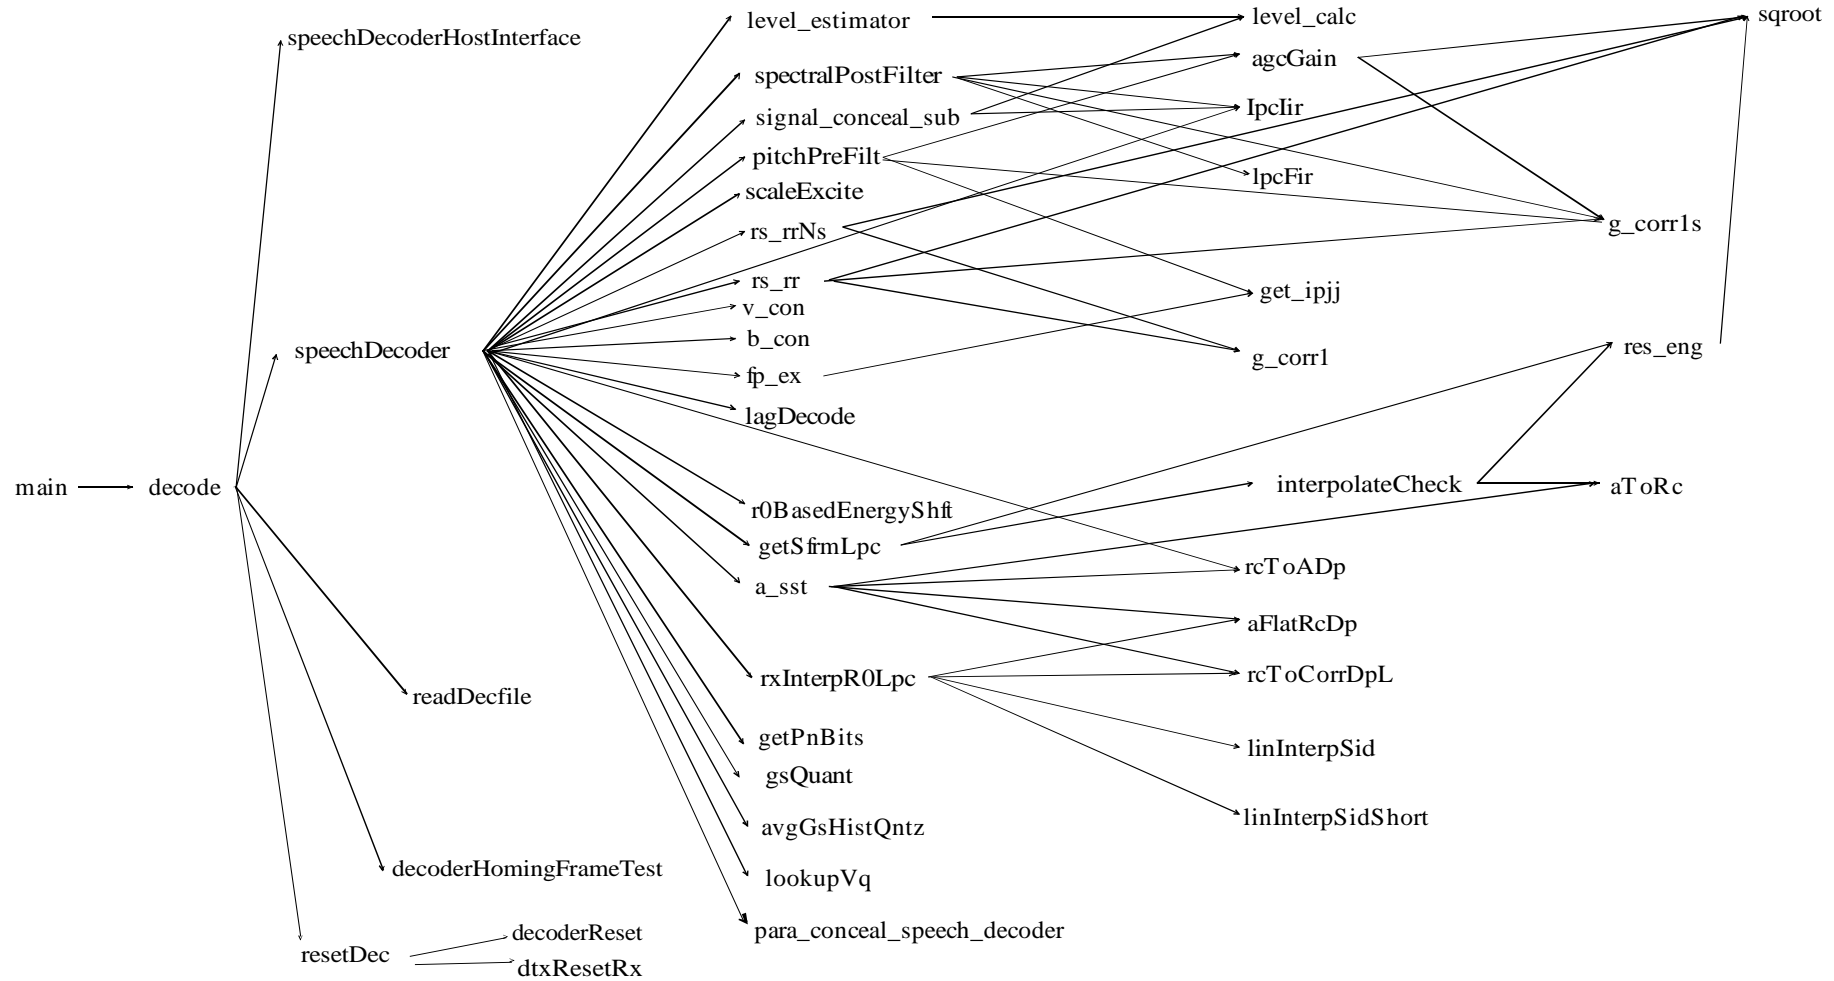 level_estimator
level_calc
sqroot
speechDecoderHostInterface
agcGain
spectralPostFilter
IpcIir
signal_conceal_sub
pitchPreFilt
lpcFir
scaleExcite
g_corr1s
rs_rrNs
rs_rr
get_ipjj
v_con
b_con
res_eng
speechDecoder
g_corr1
fp_ex
lagDecode
main
decode
interpolateCheck
aToRc
r0BasedEnergyShft
getSfrmLpc
rcToADp
a_sst
aFlatRcDp
rxInterpR0Lpc
rcToCorrDpL
readDecfile
getPnBits
linInterpSid
gsQuant
linInterpSidShort
avgGsHistQntz
decoderHomingFrameTest
lookupVq
para_conceal_speech_decoder
decoderReset
resetDec
dtxResetRx